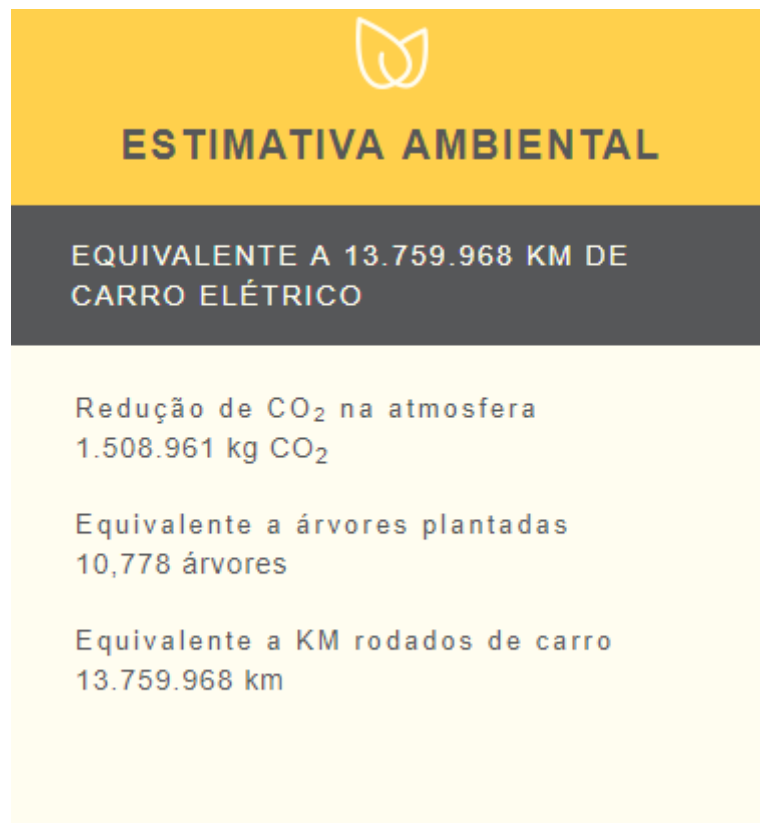 ESTIMATIVA AMBIENTAL
EQUIVALENTE A 13.759.968 KM DE
CARRO ELÉTRICO
Redução de CO₂ na atmosfera
1.508.961 kg CO₂
Equivalente a árvores plantadas
10,778 árvores
Equivalente a KM rodados de carro
13.759.968 km